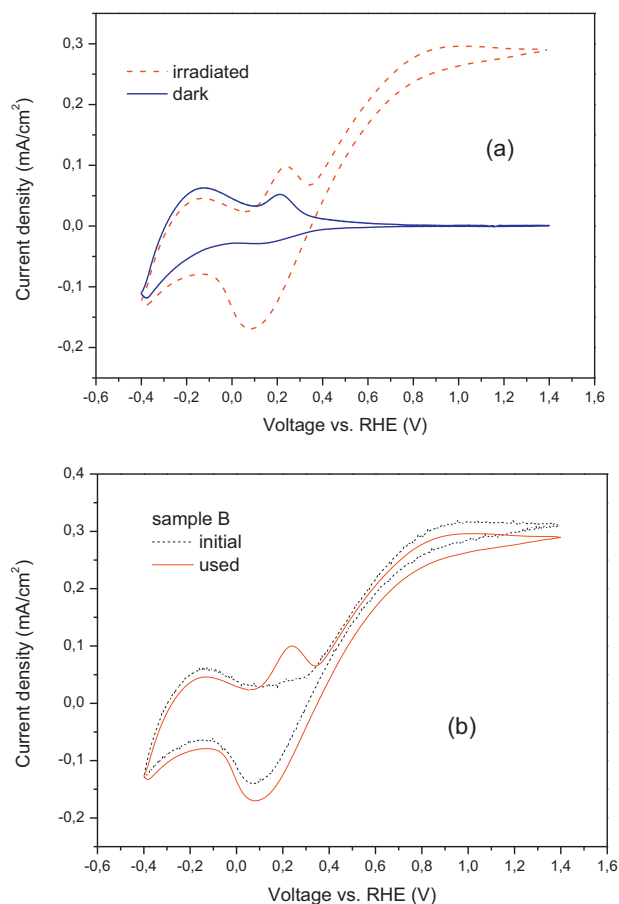 0,3
0,2
0,1
0,0
-0,1
-0,2
Current density (mA/cm²)
irradiated
dark
(a)
-0,6 -0,4 -0,2 0,0 0,2 0,4 0,6 0,8 1,0 1,2 1,4 1,6
Voltage vs. RHE (V)
0,4
0,3
0,2
0,1
0,0
-0,1
-0,2
Current density (mA/cm²)
sample B
initial
used
(b)
-0,6 -0,4 -0,2 0,0 0,2 0,4 0,6 0,8 1,0 1,2 1,4 1,6
Voltage vs. RHE (V)